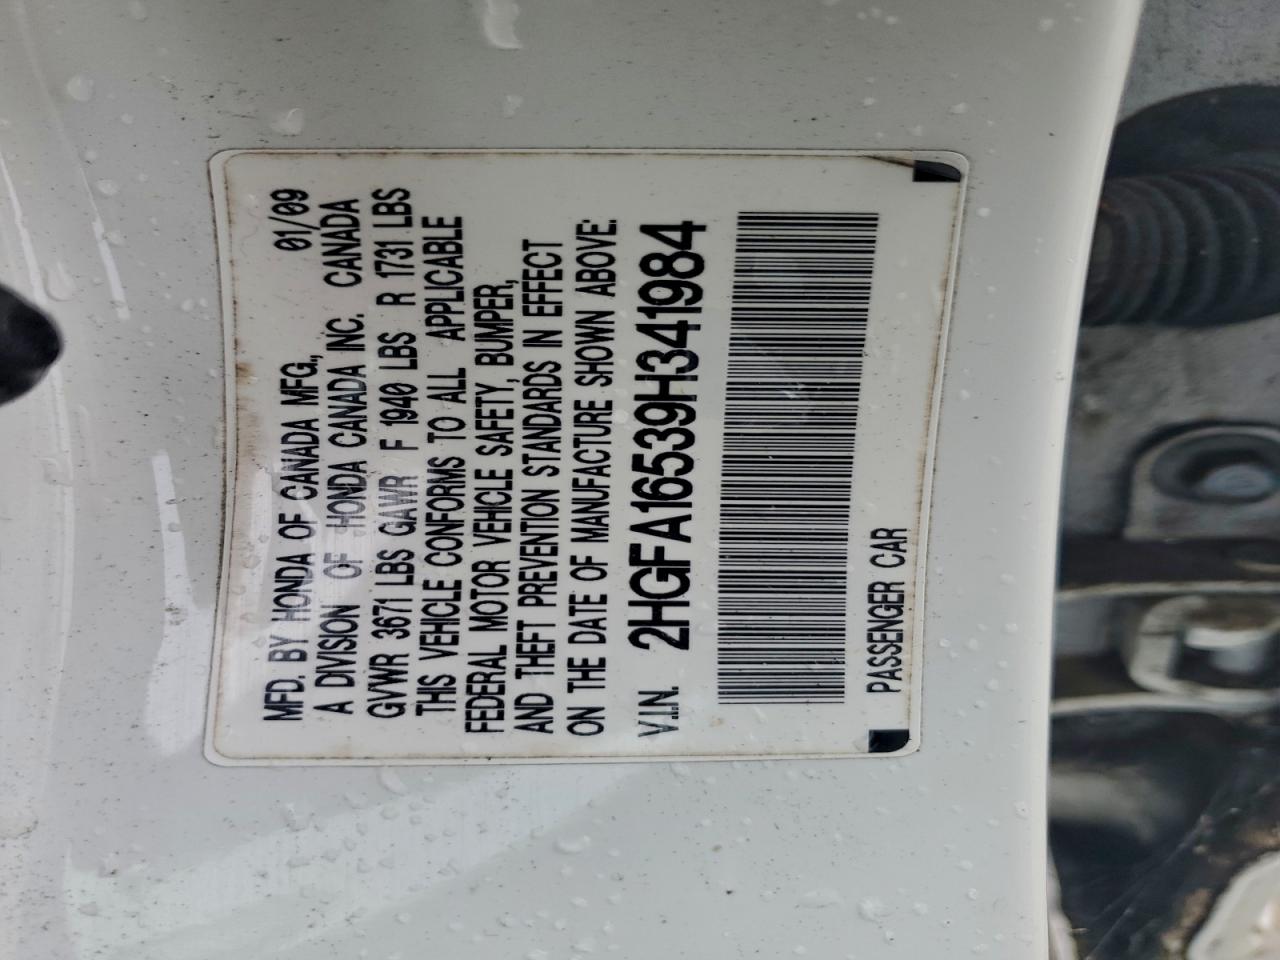 MFD. BY HONDA OF CANADA MFG., 01/09
A DIVISION OF HONDA CANADA INC. CANADA
GVWR 3671 LBS GAWR F 1940 LBS R 1731 LBS
THIS VEHICLE CONFORMS TO ALL APPLICABLE
FEDERAL MOTOR VEHICLE SAFETY, BUMPER,
AND THEFT PREVENTION STANDARDS IN EFFECT
ON THE DATE OF MANUFACTURE SHOWN ABOVE.
V.I.N. 2HGFA16539H341984
PASSENGER CAR